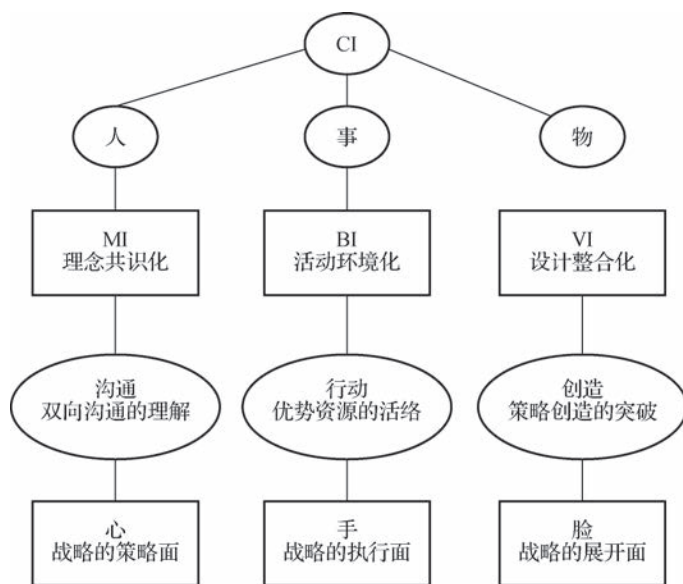 CI
人
事
物
MI
理念共识化
BI
活动环境化
VI
设计整合化
沟通
双向沟通的理解
行动
优势资源的活络
创造
策略创造的突破
心
战略的策略面
手
战略的执行面
脸
战略的展开面